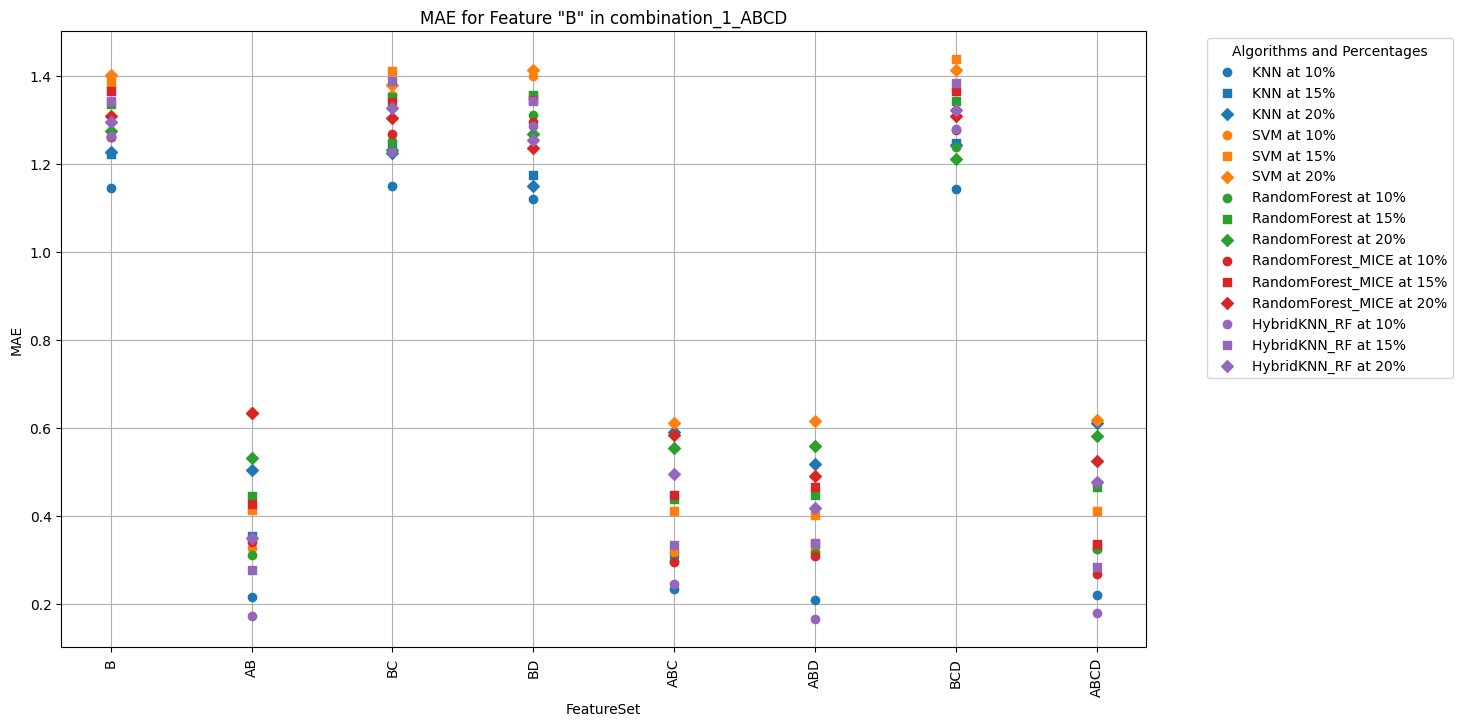 MAE for Feature "B" in combination_1_ABCD
MAE
1.4
1.2
1.0
0.8
0.6
0.4
0.2
B
AB
BC
BD
ABC
ABD
BCD
ABCD
FeatureSet
Algorithms and Percentages
KNN at 10%
KNN at 15%
KNN at 20%
SVM at 10%
SVM at 15%
SVM at 20%
RandomForest at 10%
RandomForest at 15%
RandomForest at 20%
RandomForest_MICE at 10%
RandomForest_MICE at 15%
RandomForest_MICE at 20%
HybridKNN_RF at 10%
HybridKNN_RF at 15%
HybridKNN_RF at 20%